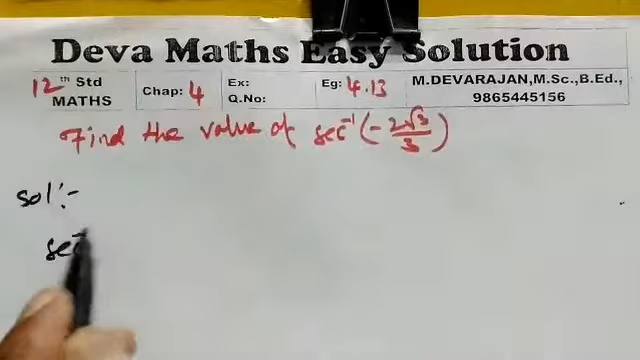 Deva Maths Easy Solution
12th Std MATHS
Chap: 4
Ex:
Q.No:
Eg: 4.13
M.DEVARAJAN,M.Sc.,B.Ed.,
9865445156
Find the value of sec⁻¹(-2√3/3)
sol:-
sec⁻